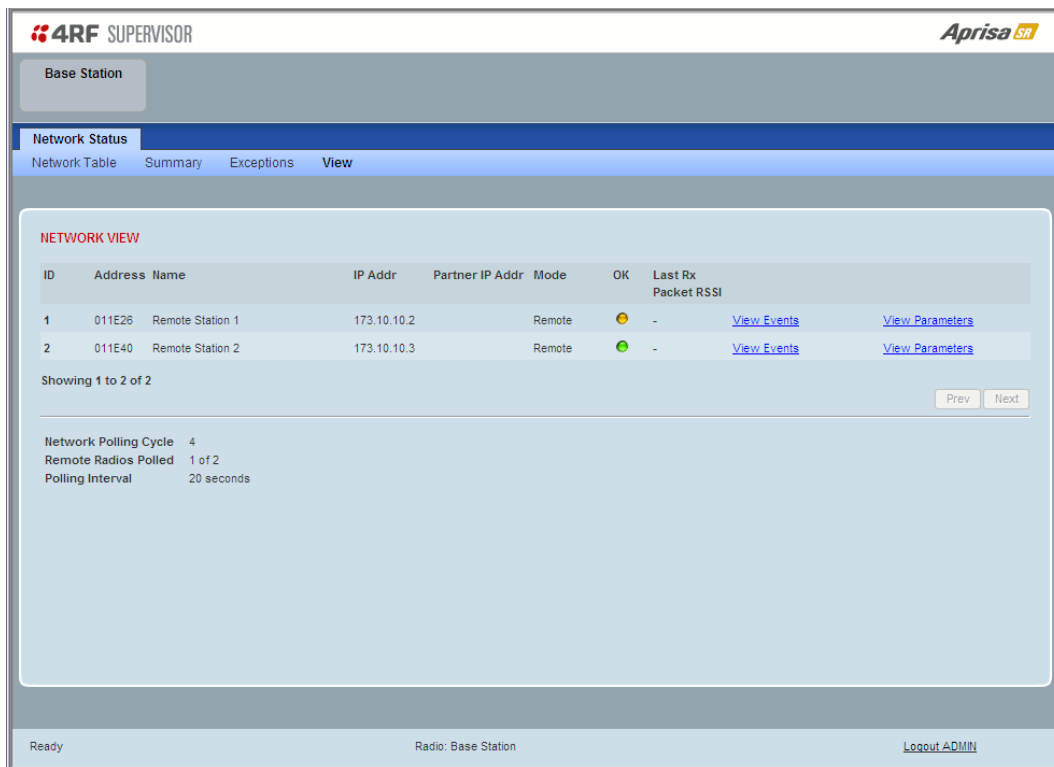 4RF SUPERVISOR
Aprisa SR
Base Station
Network Status
Network Table Summary Exceptions View
NETWORK VIEW
ID Address Name IP Addr Partner IP Addr Mode OK Last Rx Packet RSSI
1 011E26 Remote Station 1 173.10.10.2 Remote - View Events View Parameters
2 011E40 Remote Station 2 173.10.10.3 Remote - View Events View Parameters
Showing 1 to 2 of 2
Prev Next
Network Polling Cycle 4
Remote Radios Polled 1 of 2
Polling Interval 20 seconds
Ready Radio: Base Station Logout ADMIN